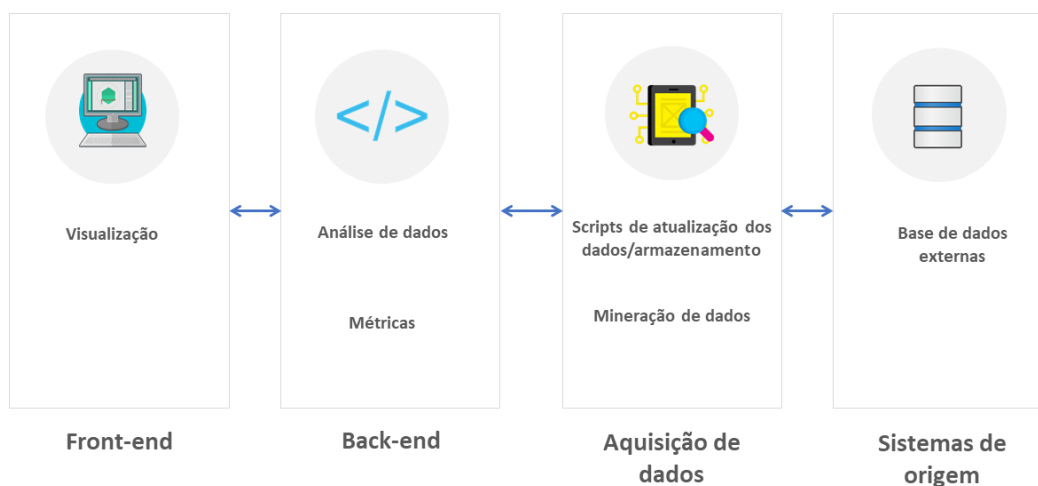 </>
Visualização
Análise de dados
Métricas
Scripts de atualização dos
dados/armazenamento
Mineração de dados
Base de dados
externas
Front-end
Back-end
Aquisição de
dados
Sistemas de
origem